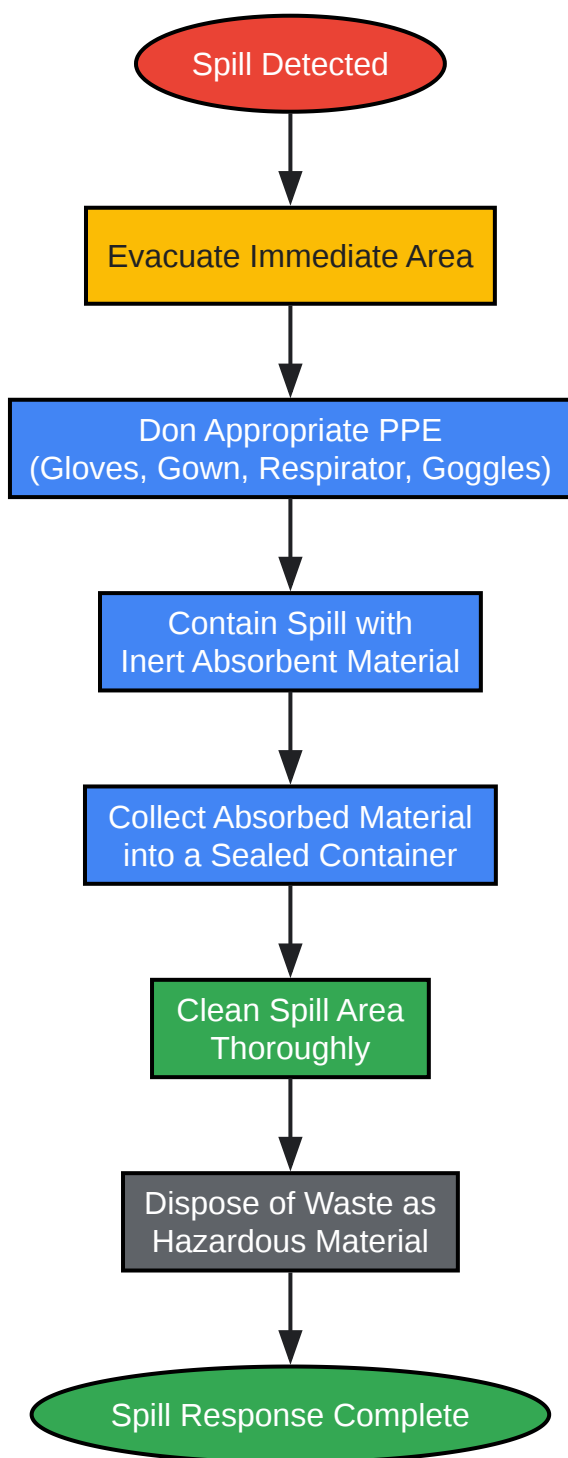 Spill Detected
Evacuate Immediate Area
Don Appropriate PPE
(Gloves, Gown, Respirator, Goggles)
Contain Spill with
Inert Absorbent Material
Collect Absorbed Material
into a Sealed Container
Clean Spill Area
Thoroughly
Dispose of Waste as
Hazardous Material
Spill Response Complete